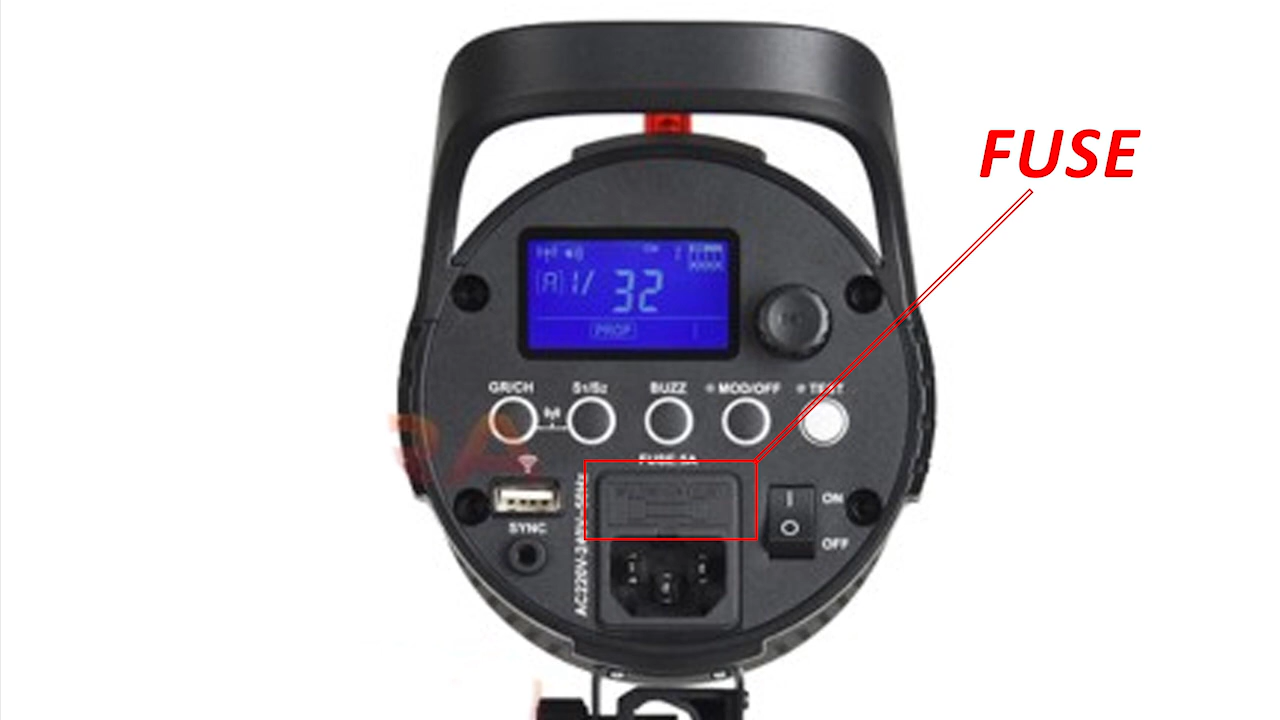 FUSE
[A] 1/ 32
PROP
GR/CH S1/S2 BUZZ MOD/OFF TEST
FUSE 5A
SYNC
ON
OFF